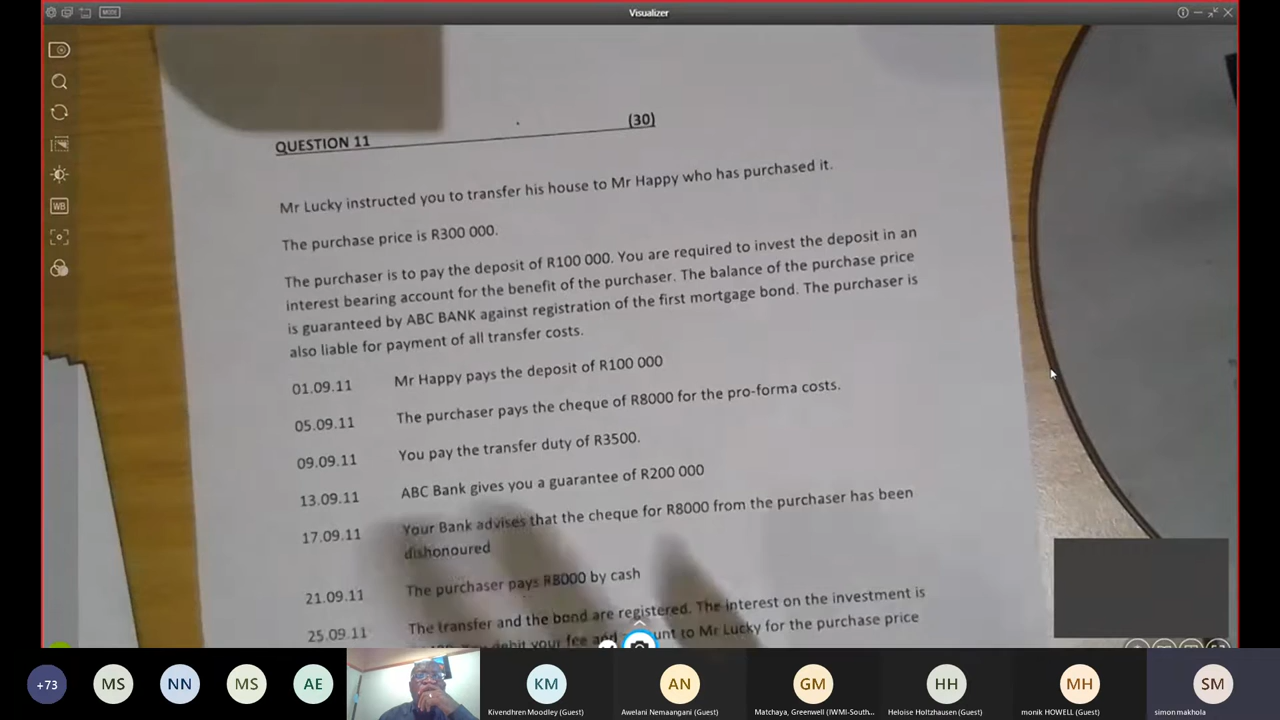 MODE
Visualizer
(30)
QUESTION 11
Mr Lucky instructed you to transfer his house to Mr Happy who has purchased it.
The purchase price is R300 000.
The purchaser is to pay the deposit of R100 000. You are required to invest the deposit in an
interest bearing account for the benefit of the purchaser. The balance of the purchase price
is guaranteed by ABC BANK against registration of the first mortgage bond. The purchaser is
also liable for payment of all transfer costs.
01.09.11 Mr Happy pays the deposit of R100 000
05.09.11 The purchaser pays the cheque of R8000 for the pro-forma costs.
09.09.11 You pay the transfer duty of R3500.
13.09.11 ABC Bank gives you a guarantee of R200 000
17.09.11 Your Bank advises that the cheque for R8000 from the purchaser has been
dishonoured
21.09.11 The purchaser pays R8000 by cash
25.09.11 The transfer and the bond are registered. The interest on the investment is
debit your fee and to Mr Lucky for the purchase price
WB
+73
MS
NN
MS
AE
KM
Kivendhren Moodley (Guest)
AN
Awelani Nemaangani (Guest)
GM
Matchaya, Greenwell (IWMI-South...
HH
Heloise Holtzhausen (Guest)
MH
monik HOWELL (Guest)
SM
simon makhola